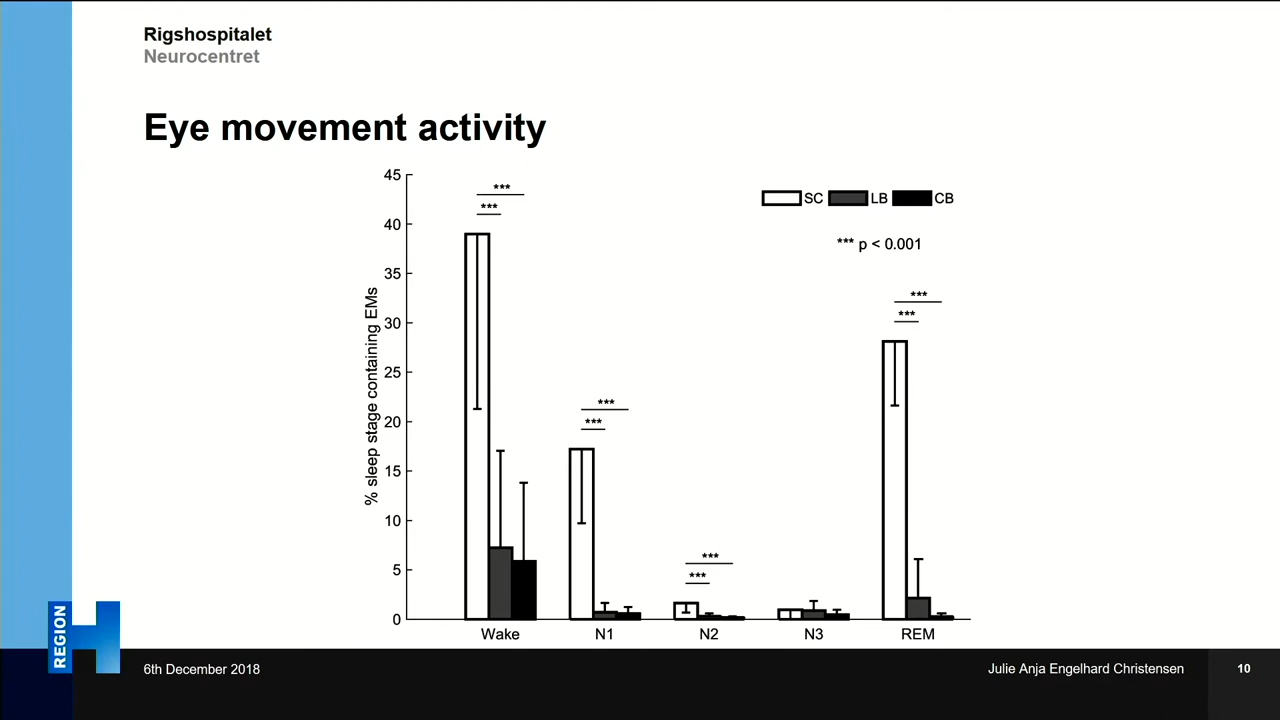 Rigshospitalet
Neurocentret
Eye movement activity
% sleep stage containing EMs
45
40
35
30
25
20
15
10
5
0
SC LB CB
*** p < 0.001
***
***
***
***
***
***
***
***
Wake N1 N2 N3 REM
REGION H
6th December 2018
Julie Anja Engelhard Christensen
10